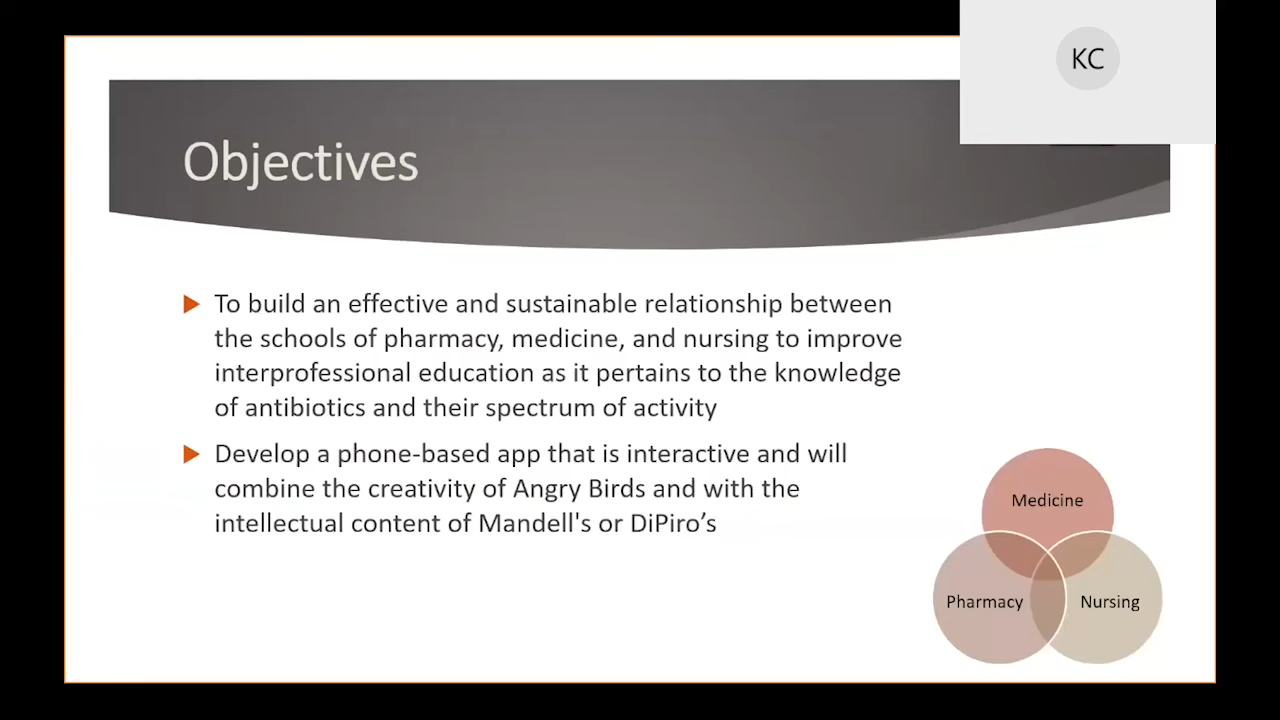 KC
Objectives
To build an effective and sustainable relationship between
the schools of pharmacy, medicine, and nursing to improve
interprofessional education as it pertains to the knowledge
of antibiotics and their spectrum of activity
Develop a phone-based app that is interactive and will
combine the creativity of Angry Birds and with the
intellectual content of Mandell's or DiPiro’s
Medicine
Pharmacy
Nursing